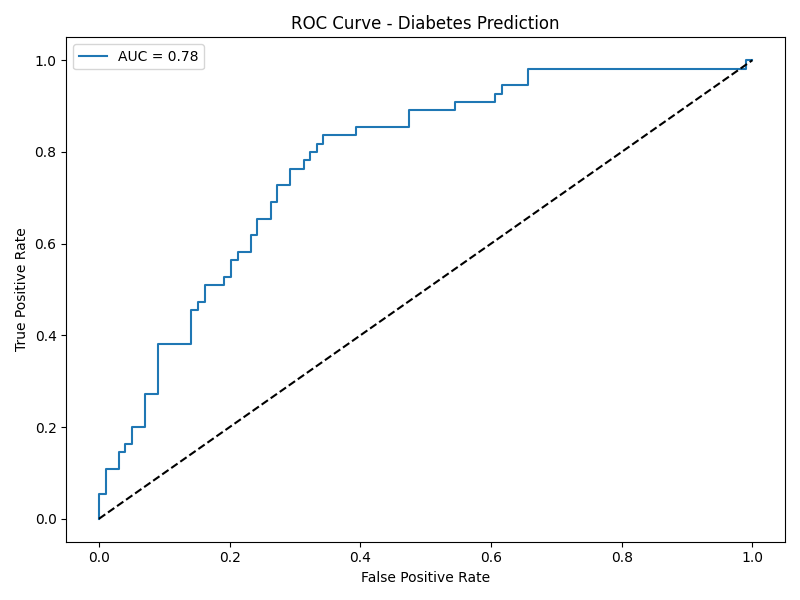 ROC Curve - Diabetes Prediction
AUC = 0.78
True Positive Rate
1.0
0.8
0.6
0.4
0.2
0.0
0.0 0.2 0.4 0.6 0.8 1.0
False Positive Rate